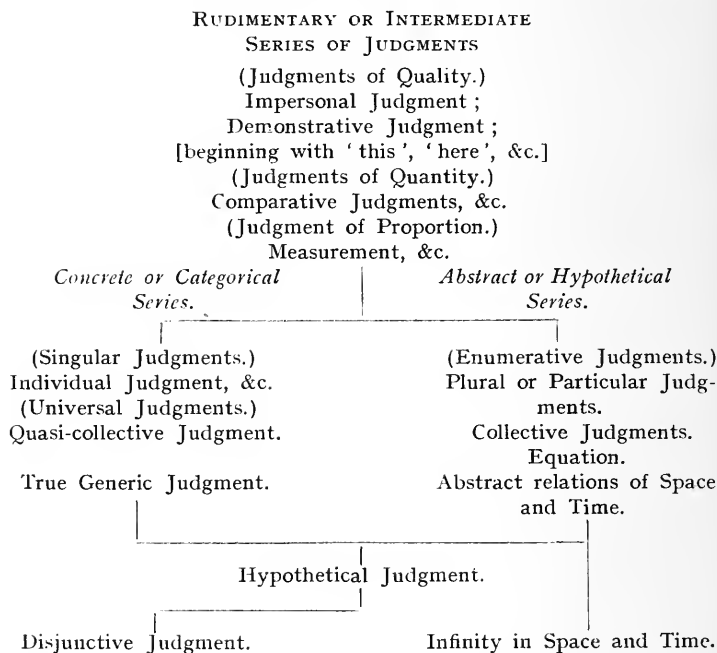 RUDIMENTARY OR INTERMEDIATE
SERIES OF JUDGMENTS
(Judgments of Quality.)
Impersonal Judgment ;
Demonstrative Judgment ;
[beginning with ‘ this ’, ‘ here ’, &c.]
(Judgments of Quantity.)
Comparative Judgments, &c.
(Judgment of Proportion.)
Measurement, &c.
Concrete or Categorical
Series.
Abstract or Hypothetical
Series.
(Singular Judgments.)
Individual Judgment, &c.
(Universal Judgments.)
Quasi-collective Judgment.
True Generic Judgment.
(Enumerative Judgments.)
Plural or Particular Judg-
ments.
Collective Judgments.
Equation.
Abstract relations of Space
and Time.
Hypothetical Judgment.
Disjunctive Judgment.
Infinity in Space and Time.